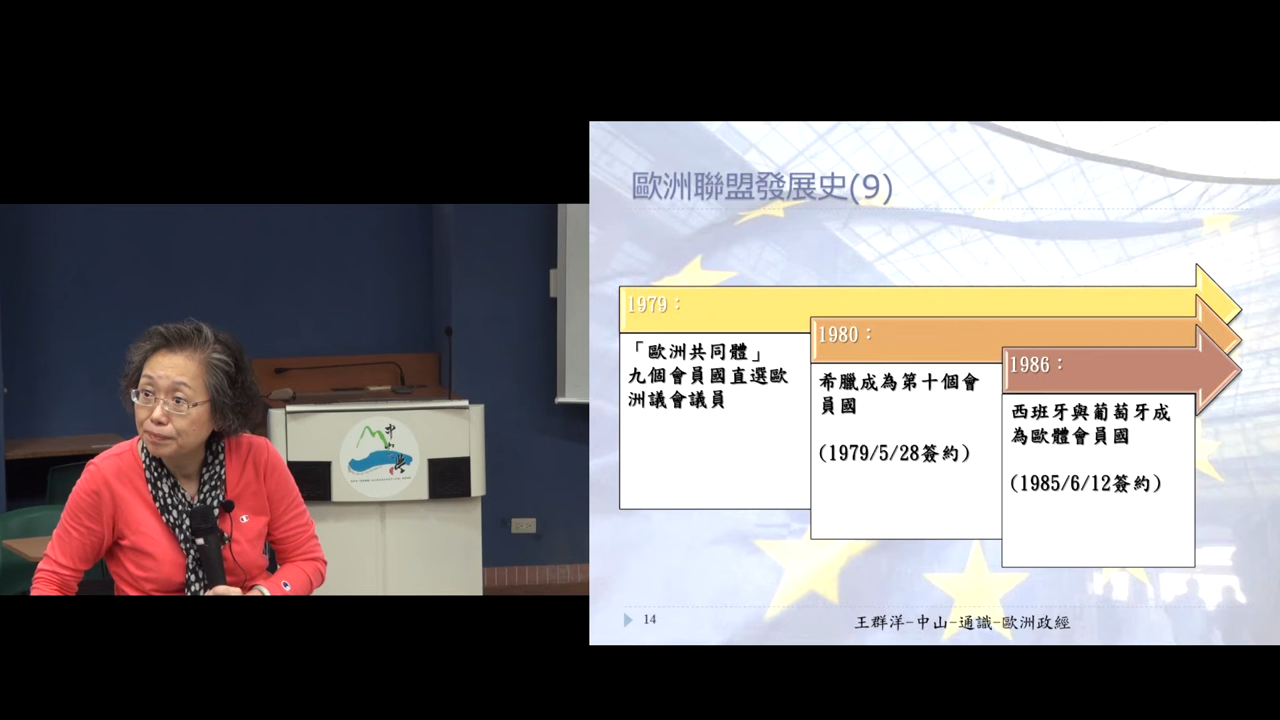 歐洲聯盟發展史(9)
1979：
「歐洲共同體」
九個會員國直選歐
洲議會議員
1980：
希臘成為第十個會
員國
(1979/5/28簽約)
1986：
西班牙與葡萄牙成
為歐體會員國
(1985/6/12簽約)
14
王群洋-中山-通識-歐洲政經
中山大學